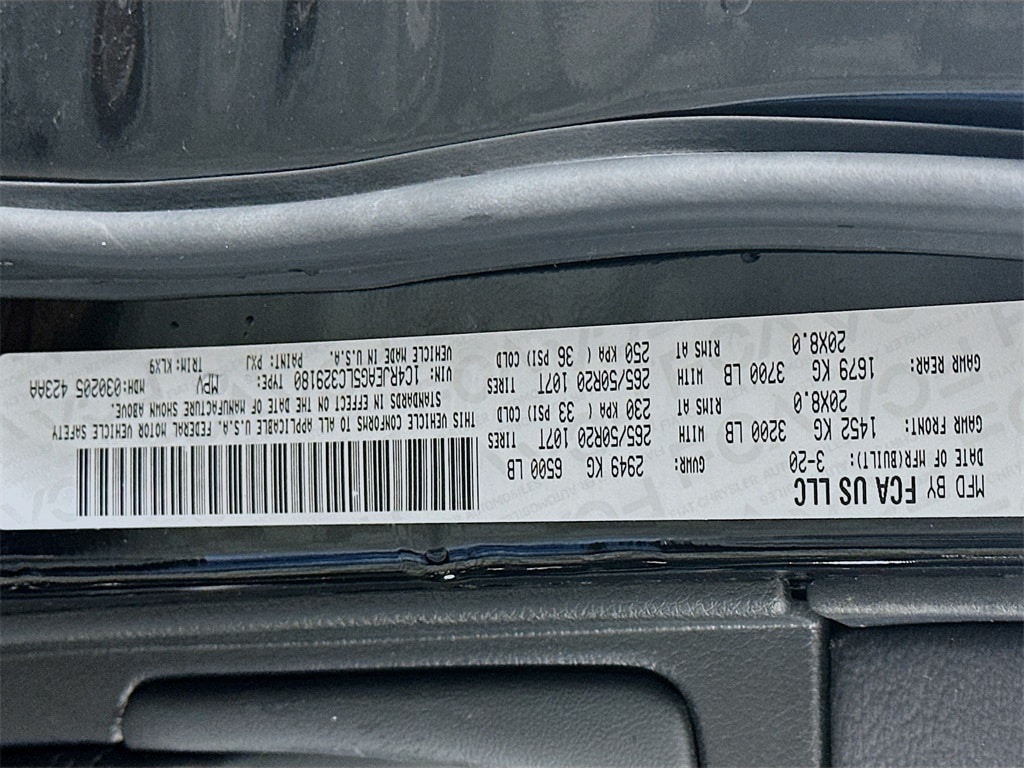 MFD BY FCA US LLC
DATE OF MFR(BUILT): 3-20 GVWR: 2949 KG 6500 LB
GAWR FRONT: 1452 KG 3200 LB WITH 265/50R20 107T TIRES
20X8.0 RIMS AT 230 KPA ( 33 PSI) COLD
GAWR REAR: 1679 KG 3700 LB WITH 265/50R20 107T TIRES
20X8.0 RIMS AT 250 KPA ( 36 PSI) COLD
THIS VEHICLE CONFORMS TO ALL APPLICABLE U.S.A. FEDERAL MOTOR VEHICLE SAFETY
STANDARDS IN EFFECT ON THE DATE OF MANUFACTURE SHOWN ABOVE.
VIN: 1C4RJEAG5LC329180 TYPE: MPV MDH:030205 423AA
VEHICLE MADE IN U.S.A. PAINT: PXJ TRIM:KLX9